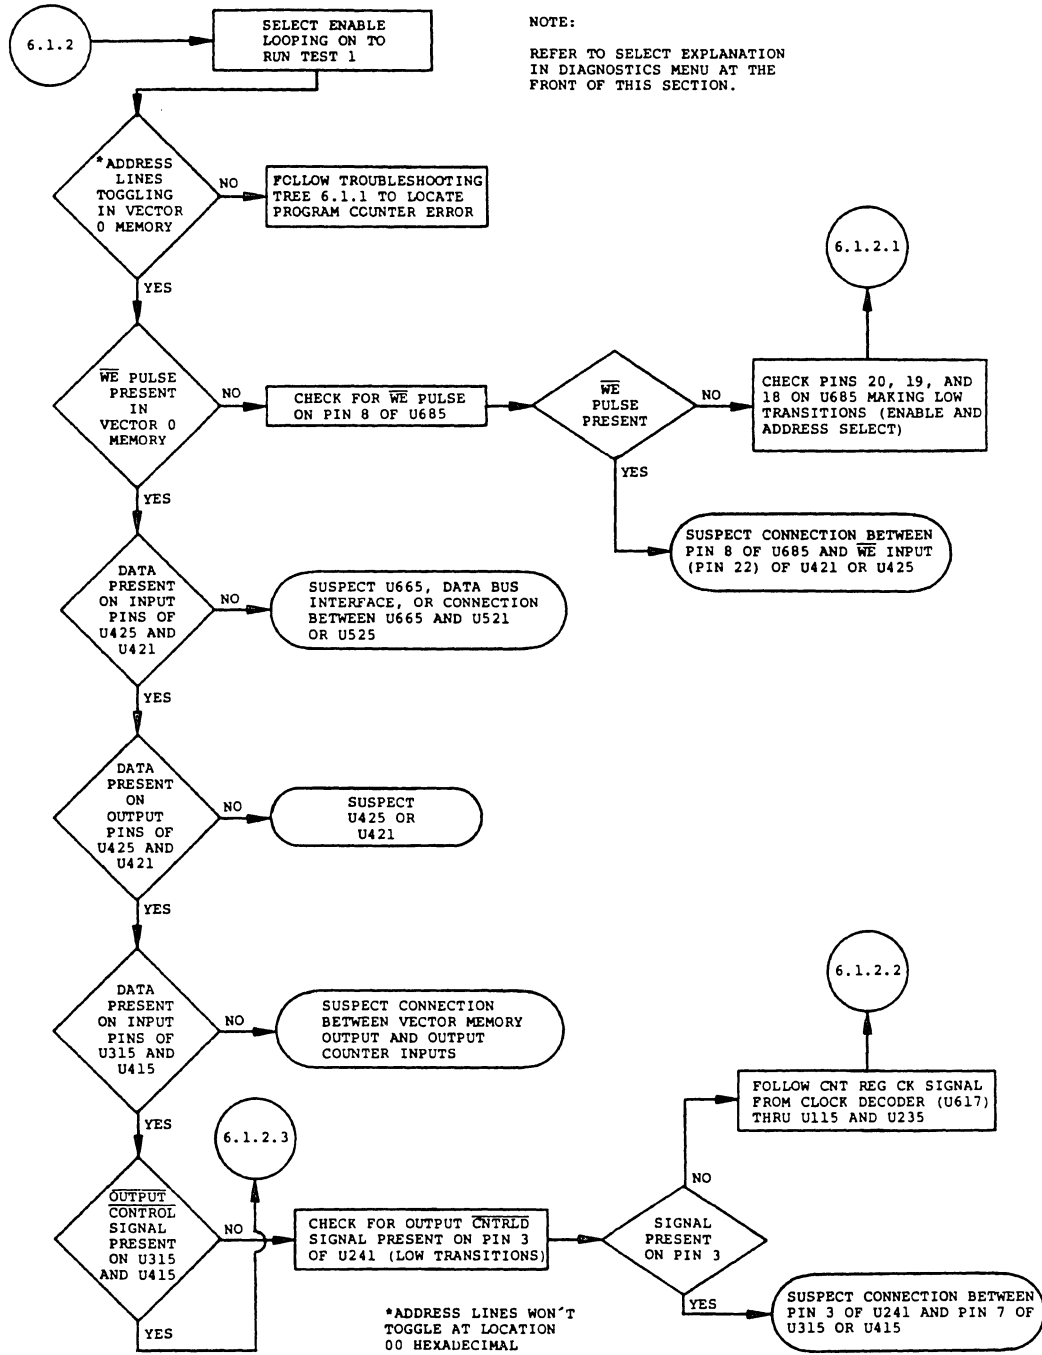 6.1.2
SELECT ENABLE
LOOPING ON TO
RUN TEST 1
NOTE:
REFER TO SELECT EXPLANATION
IN DIAGNOSTICS MENU AT THE
FRONT OF THIS SECTION.
*ADDRESS
LINES
TOGGLING
IN VECTOR
0 MEMORY
NO
FOLLOW TROUBLESHOOTING
TREE 6.1.1 TO LOCATE
PROGRAM COUNTER ERROR
YES
6.1.2.1
WE PULSE
PRESENT
IN
VECTOR 0
MEMORY
NO
CHECK FOR WE PULSE
ON PIN 8 OF U685
WE
PULSE
PRESENT
NO
CHECK PINS 20, 19, AND
18 ON U685 MAKING LOW
TRANSITIONS (ENABLE AND
ADDRESS SELECT)
YES
YES
SUSPECT CONNECTION BETWEEN
PIN 8 OF U685 AND WE INPUT
(PIN 22) OF U421 OR U425
DATA
PRESENT
ON INPUT
PINS OF
U425 AND
U421
NO
SUSPECT U665, DATA BUS
INTERFACE, OR CONNECTION
BETWEEN U665 AND U521
OR U525
YES
DATA
PRESENT
ON
OUTPUT
PINS OF
U425 AND
U421
NO
SUSPECT
U425 OR
U421
YES
DATA
PRESENT
ON INPUT
PINS OF
U315 AND
U415
NO
SUSPECT CONNECTION
BETWEEN VECTOR MEMORY
OUTPUT AND OUTPUT
COUNTER INPUTS
6.1.2.2
FOLLOW CNT REG CK SIGNAL
FROM CLOCK DECODER (U617)
THRU U115 AND U235
YES
6.1.2.3
OUTPUT
CONTROL
SIGNAL
PRESENT
ON U315
AND U415
NO
CHECK FOR OUTPUT CNTRLD
SIGNAL PRESENT ON PIN 3
OF U241 (LOW TRANSITIONS)
NO
SIGNAL
PRESENT
ON PIN 3
YES
SUSPECT CONNECTION BETWEEN
PIN 3 OF U241 AND PIN 7 OF
U315 OR U415
YES
*ADDRESS LINES WON'T
TOGGLE AT LOCATION
00 HEXADECIMAL